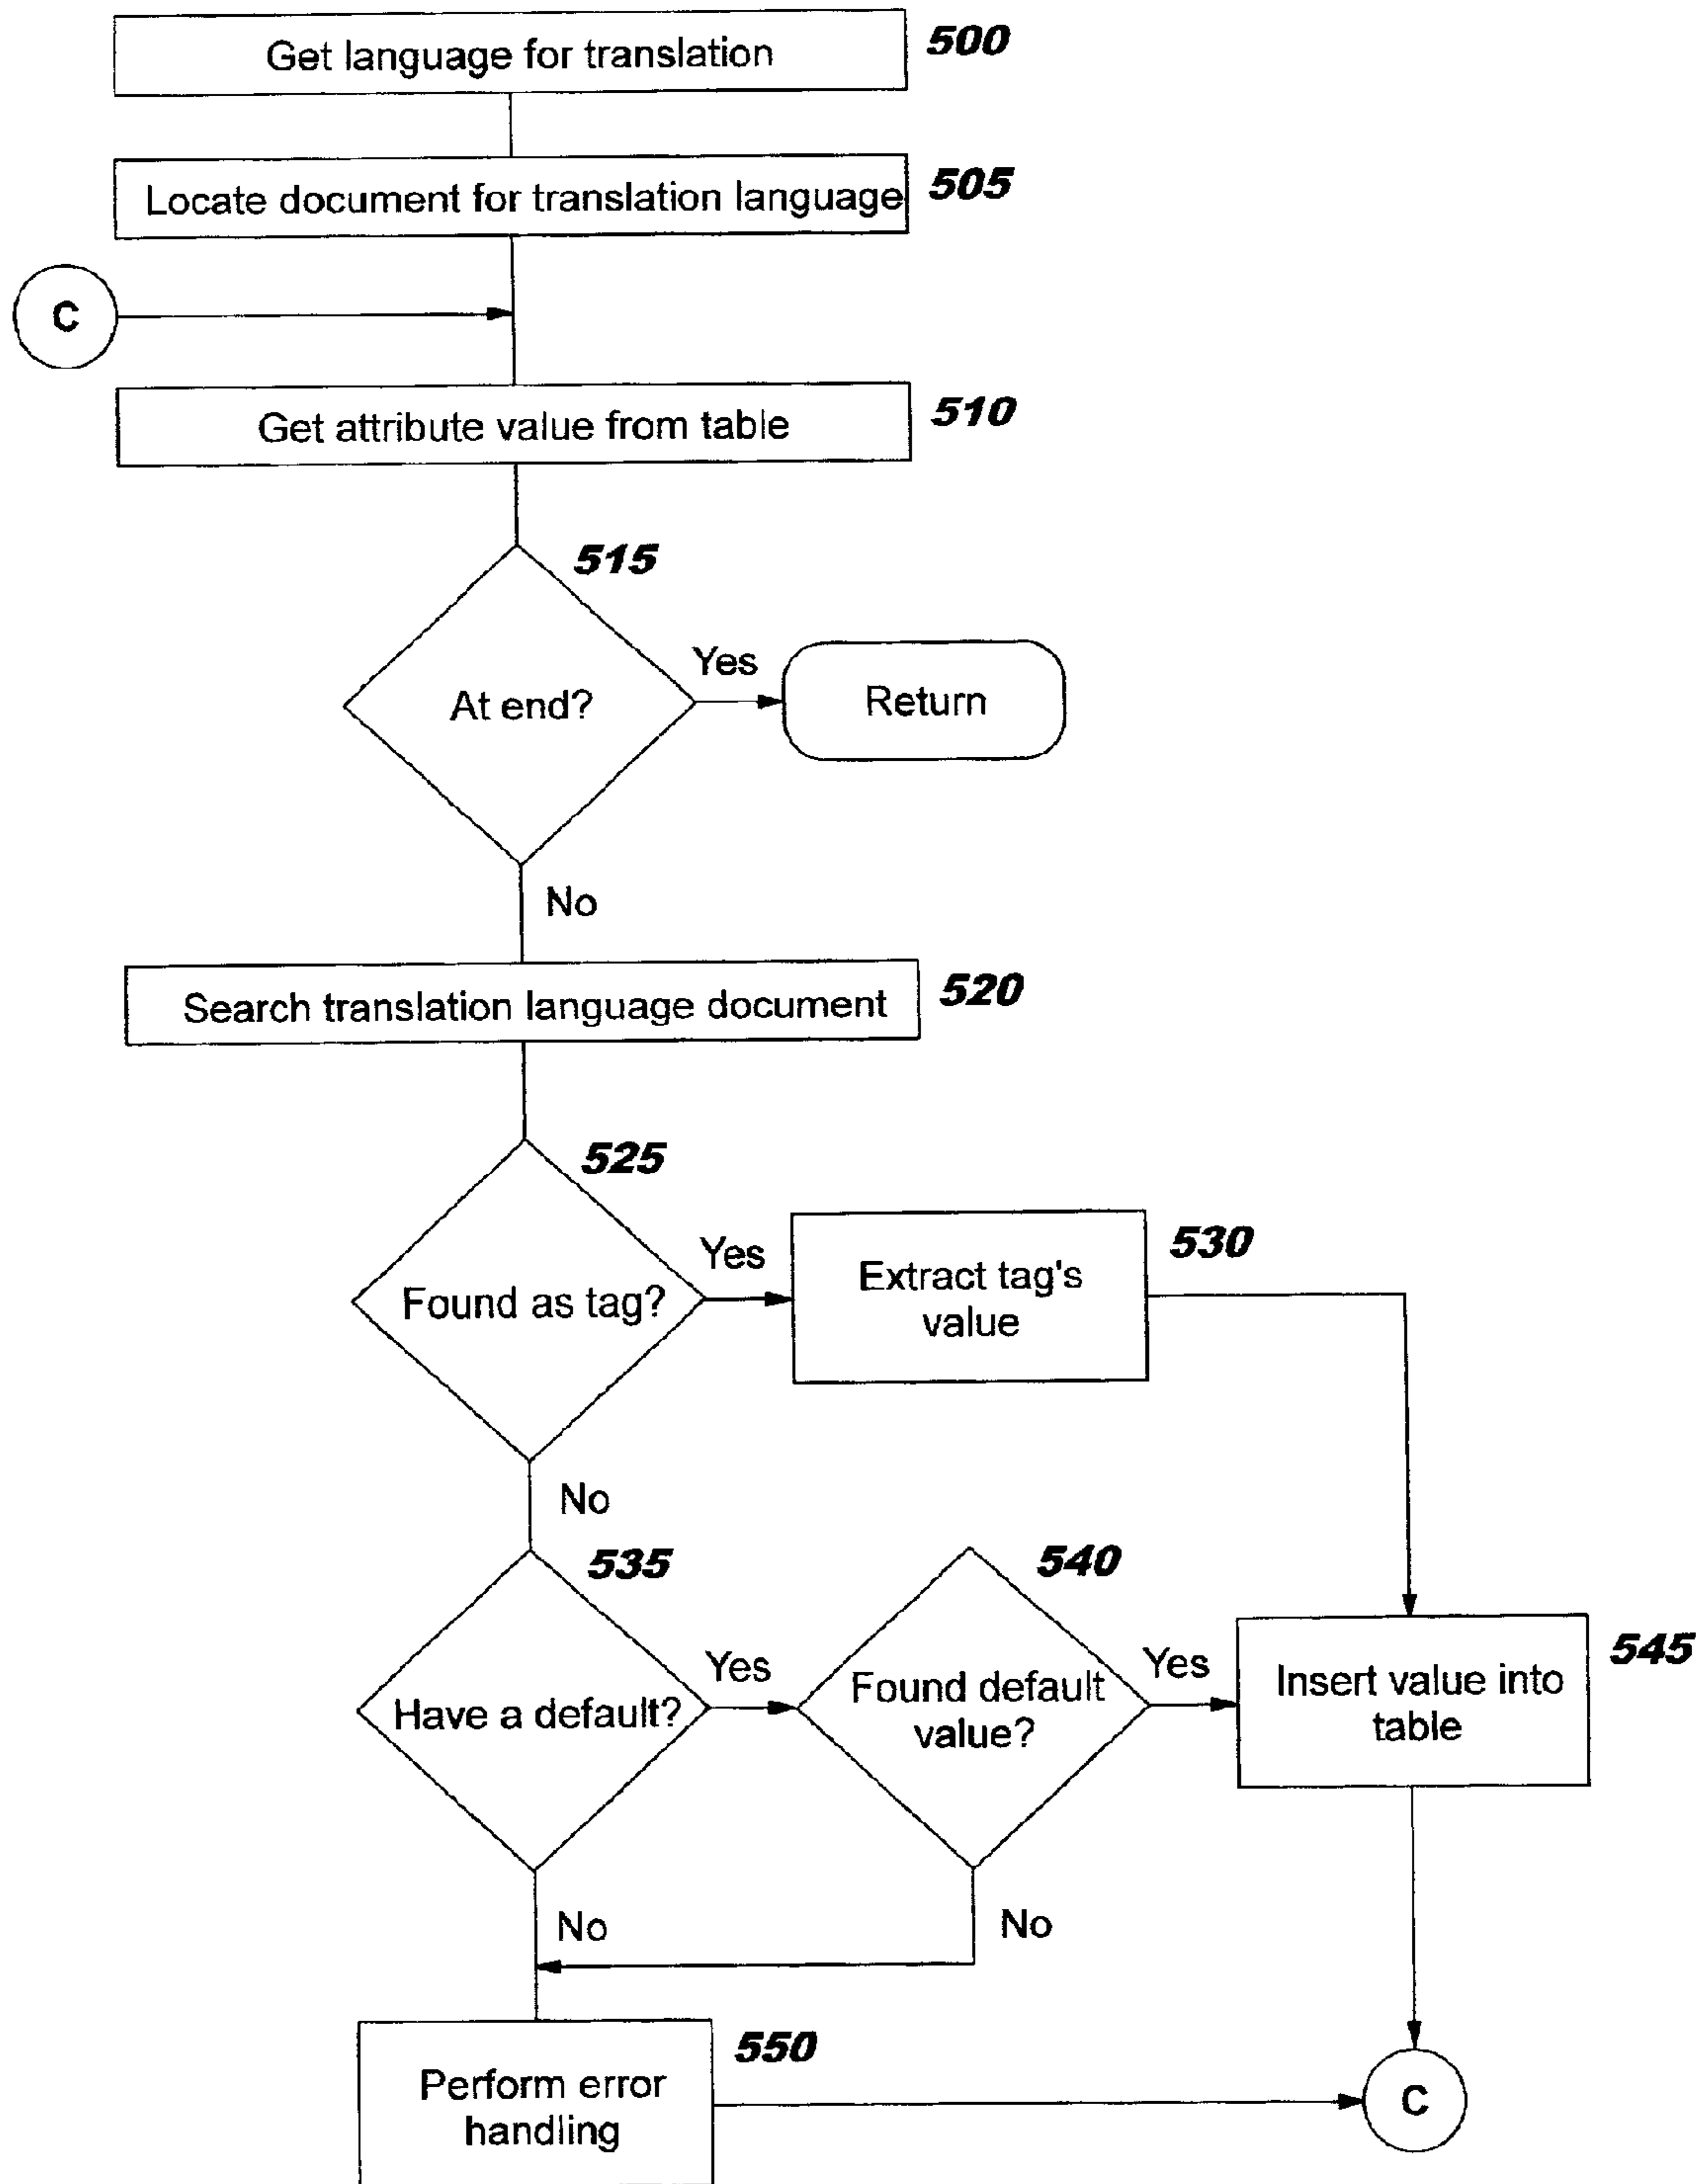 Get language for translation
500
Locate document for translation language
505
C
Get attribute value from table
510
515
At end?
Yes
Return
No
Search translation language document
520
525
Found as tag?
Yes
Extract tag's
value
530
No
535
Have a default?
Yes
540
Found default
value?
Yes
Insert value into
table
545
No
No
Perform error
handling
550
C